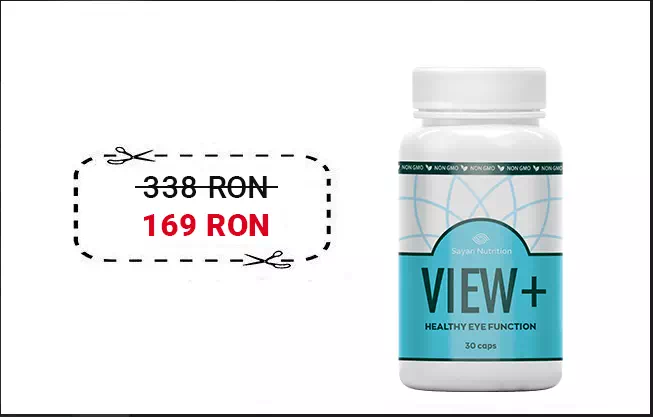 338 RON
169 RON
NON GMO NON GMO NON GMO NON GMO
Sayan Nutrition
VIEW+
HEALTHY EYE FUNCTION
30 caps